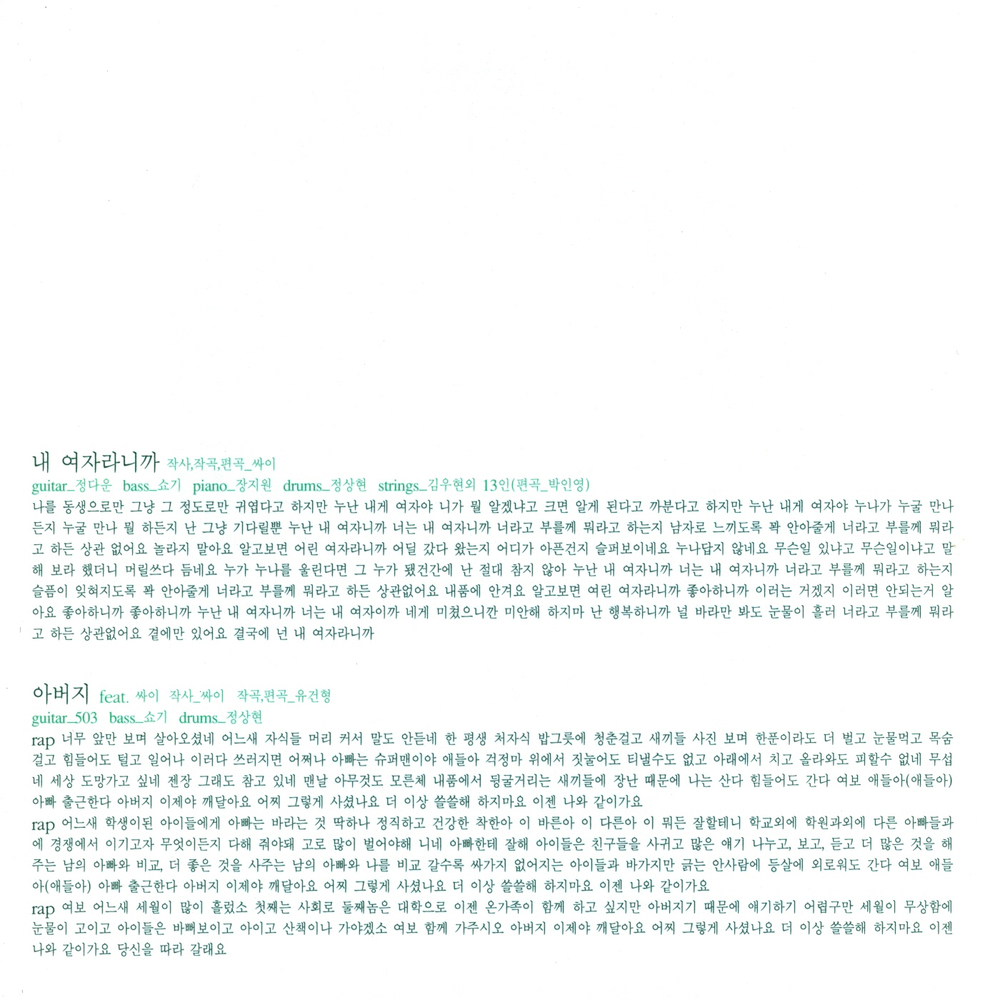 내 여자라니까 작사,작곡,편곡_싸이
guitar_정다운 bass_쇼기 piano_장지원 drums_정상현 strings_김우현외 13인(편곡_박인영)
나를 동생으로만 그냥 그 정도로만 귀엽다고 하지만 누난 내게 여자야 니가 뭘 알겠냐고 크면 알게 된다고 까분다고 하지만 누난 내게 여자야 누나가 누굴 만나
든지 누굴 만나 뭘 하든지 난 그냥 기다릴뿐 누난 내 여자니까 너는 내 여자니까 너라고 부를께 뭐라고 하는지 남자로 느끼도록 꽉 안아줄게 너라고 부를께 뭐라
고 하든 상관 없어요 놀라지 말아요 알고보면 어린 여자라니까 어딜 갔다 왔는지 어디가 아픈건지 슬퍼보이네요 누나답지 않네요 무슨일 있냐고 무슨일이냐고 말
해 보라 했더니 머릴쓰다 듬네요 누가 누나를 울린다면 그 누가 됐건간에 난 절대 참지 않아 누난 내 여자니까 너는 내 여자니까 너라고 부를께 뭐라고 하는지
슬픔이 잊혀지도록 꽉 안아줄게 너라고 부를께 뭐라고 하든 상관없어요 내품에 안겨요 알고보면 여린 여자라니까 좋아하니까 이러는 거겠지 이러면 안되는거 알
아요 좋아하니까 좋아하니까 누난 내 여자니까 너는 내 여자이까 네게 미쳤으니깐 미안해 하지마 난 행복하니까 널 바라만 봐도 눈물이 흘러 너라고 부를께 뭐라
고 하든 상관없어요 곁에만 있어요 결국에 넌 내 여자라니까
아버지 feat. 싸이 작사_싸이 작곡,편곡_유건형
guitar_503 bass_쇼기 drums_정상현
rap 너무 앞만 보며 살아오셨네 어느새 자식들 머리 커서 말도 안듣네 한 평생 처자식 밥그릇에 청춘걸고 새끼들 사진 보며 한푼이라도 더 벌고 눈물먹고 목숨
걸고 힘들어도 털고 일어나 이러다 쓰러지면 어쩌나 아빠는 슈퍼맨이야 애들아 걱정마 위에서 짓눌어도 티낼수도 없고 아래에서 치고 올라와도 피할수 없네 무섭
네 세상 도망가고 싶네 젠장 그래도 참고 있네 맨날 아무것도 모른체 내품에서 뒹굴거리는 새끼들에 장난 때문에 나는 산다 힘들어도 간다 여보 애들아(애들아)
아빠 출근한다 아버지 이제야 깨달아요 어찌 그렇게 사셨나요 더 이상 쓸쓸해 하지마요 이젠 나와 같이가요
rap 어느새 학생이된 아이들에게 아빠는 바라는 것 딱하나 정직하고 건강한 착한아 이 바른아 이 다른아 이 뭐든 잘할테니 학교외에 학원과외에 다른 아빠들과
에 경쟁에서 이기고자 무엇이든지 다해 줘야돼 고로 많이 벌어야해 니네 아빠한테 잘해 아이들은 친구들을 사귀고 많은 얘기 나누고, 보고, 듣고 더 많은 것을 해
주는 남의 아빠와 비교, 더 좋은 것을 사주는 남의 아빠와 나를 비교 갈수록 싸가지 없어지는 아이들과 바가지만 긁는 안사람에 등살에 외로워도 간다 여보 애들
아(애들아) 아빠 출근한다 아버지 이제야 깨달아요 어찌 그렇게 사셨나요 더 이상 쓸쓸해 하지마요 이젠 나와 같이가요
rap 여보 어느새 세월이 많이 흘렀소 첫째는 사회로 둘째놈은 대학으로 이젠 온가족이 함께 하고 싶지만 아버지기 때문에 얘기하기 어렵구만 세월이 무상함에
눈물이 고이고 아이들은 바뻐보이고 아이고 산책이나 가야겠소 여보 함께 가주시오 아버지 이제야 깨달아요 어찌 그렇게 사셨나요 더 이상 쓸쓸해 하지마요 이젠
나와 같이가요 당신을 따라 갈래요